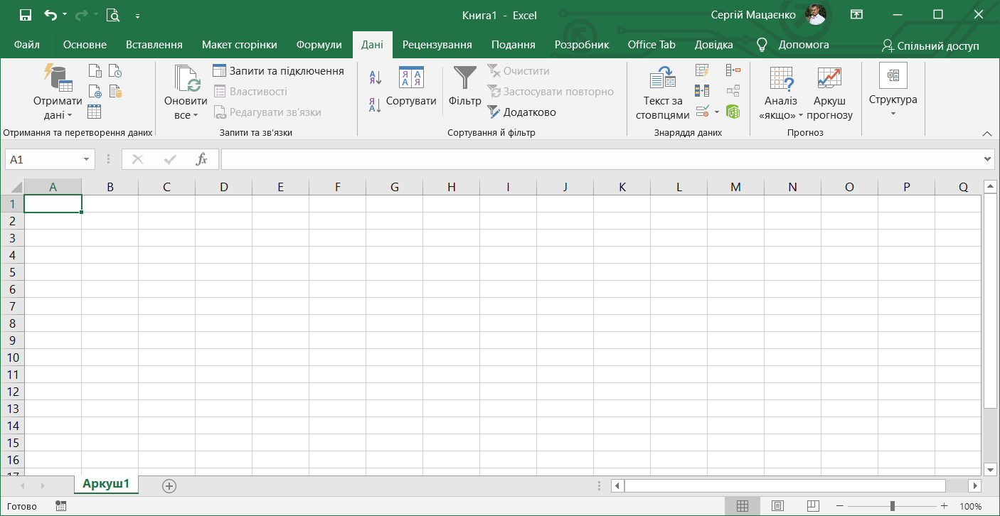 Книга1 - Excel
Сергій Мацаєнко
Файл Основне Вставлення Макет сторінки Формули Дані Рецензування Подання Розробник Office Tab Довідка Допомога Спільний доступ
Отримати
дані
Отримання та перетворення даних
Оновити
все
Запити та підключення
Властивості
Редагувати зв'язки
Запити та зв'язки
А
Я
Я
А
Я А
А Я
Сортувати
Фільтр
Очистити
Застосувати повторно
Додатково
Сортування й фільтр
Текст за
стовпцями
Знаряддя даних
Аналіз
«якщо»
Аркуш
прогнозу
Прогноз
Структура
A1
fx
A B C D E F G H I J K L M N O P Q
1
2
3
4
5
6
7
8
9
10
11
12
13
14
15
16
17
Аркуш1
Готово
100%